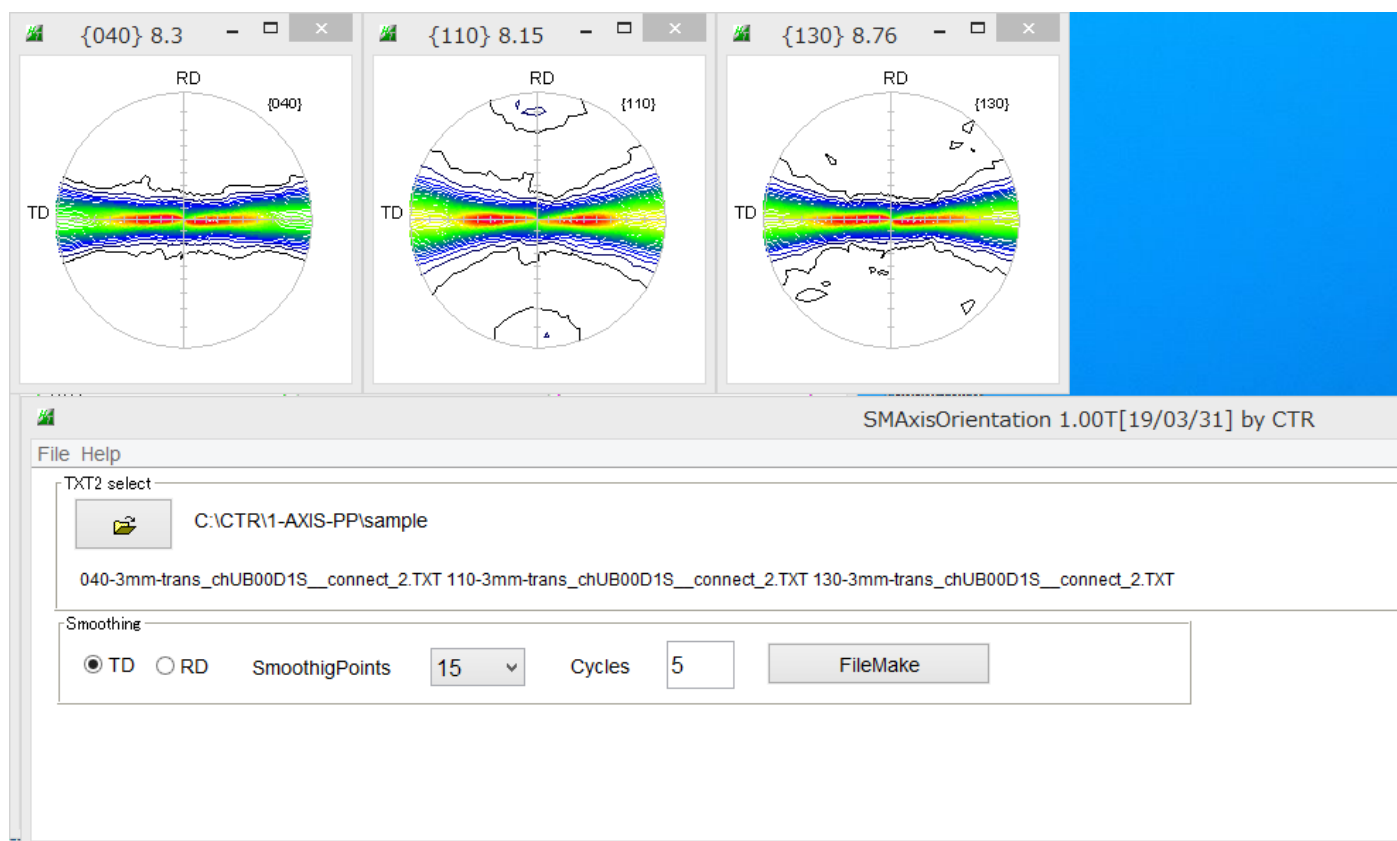 {040} 8.3
RD
{040}
TD
{110} 8.15
RD
{110}
TD
{130} 8.76
RD
{130}
TD
SMAxisOrientation 1.00T[19/03/31] by CTR
File Help
TXT2 select
C:\CTR\1-AXIS-PP\sample
040-3mm-trans_chUB00D1S__connect_2.TXT 110-3mm-trans_chUB00D1S__connect_2.TXT 130-3mm-trans_chUB00D1S__connect_2.TXT
Smoothing
TD RD SmoothigPoints 15 Cycles 5 FileMake